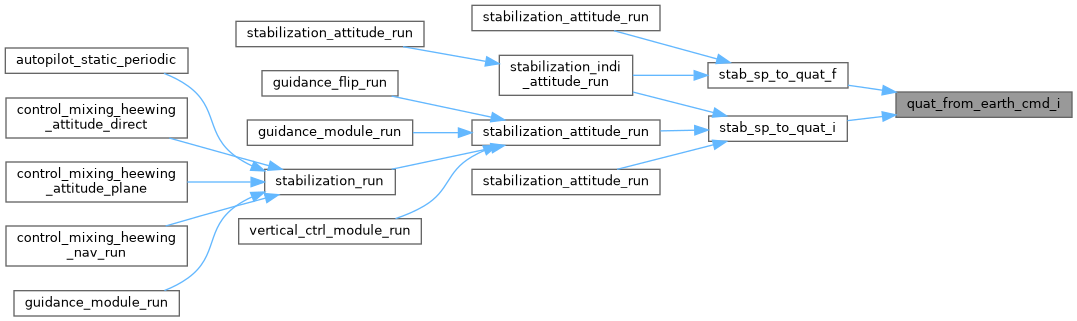 autopilot_static_periodic
control_mixing_heewing
_attitude_direct
control_mixing_heewing
_attitude_plane
control_mixing_heewing
_nav_run
guidance_module_run
stabilization_attitude_run
guidance_flip_run
guidance_module_run
stabilization_run
vertical_ctrl_module_run
stabilization_attitude_run
stabilization_indi
_attitude_run
stabilization_attitude_run
stabilization_attitude_run
stab_sp_to_quat_f
stab_sp_to_quat_i
quat_from_earth_cmd_i